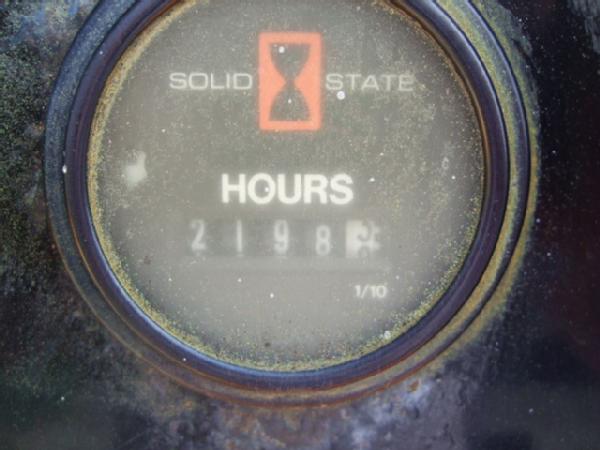 SOLID STATE
HOURS
2198
1/10